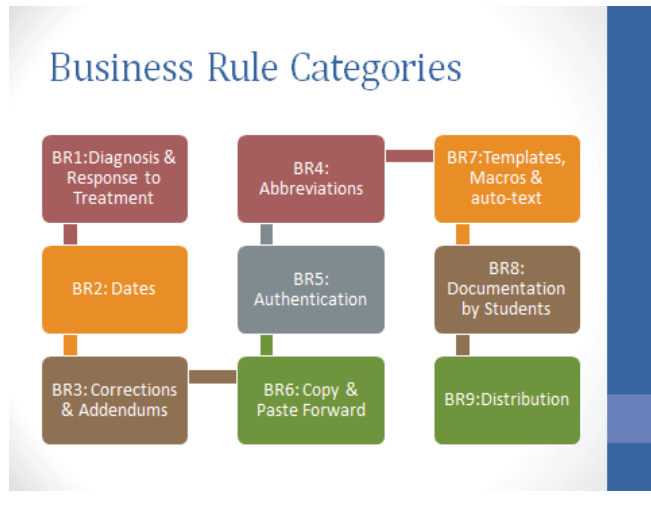 Business Rule Categories
BR1:Diagnosis &
Response to
Treatment
BR2: Dates
BR3: Corrections
& Addendums
BR4:
Abbreviations
BR5:
Authentication
BR6: Copy &
Paste Forward
BR7:Templates,
Macros &
auto-text
BR8:
Documentation
by Students
BR9:Distribution